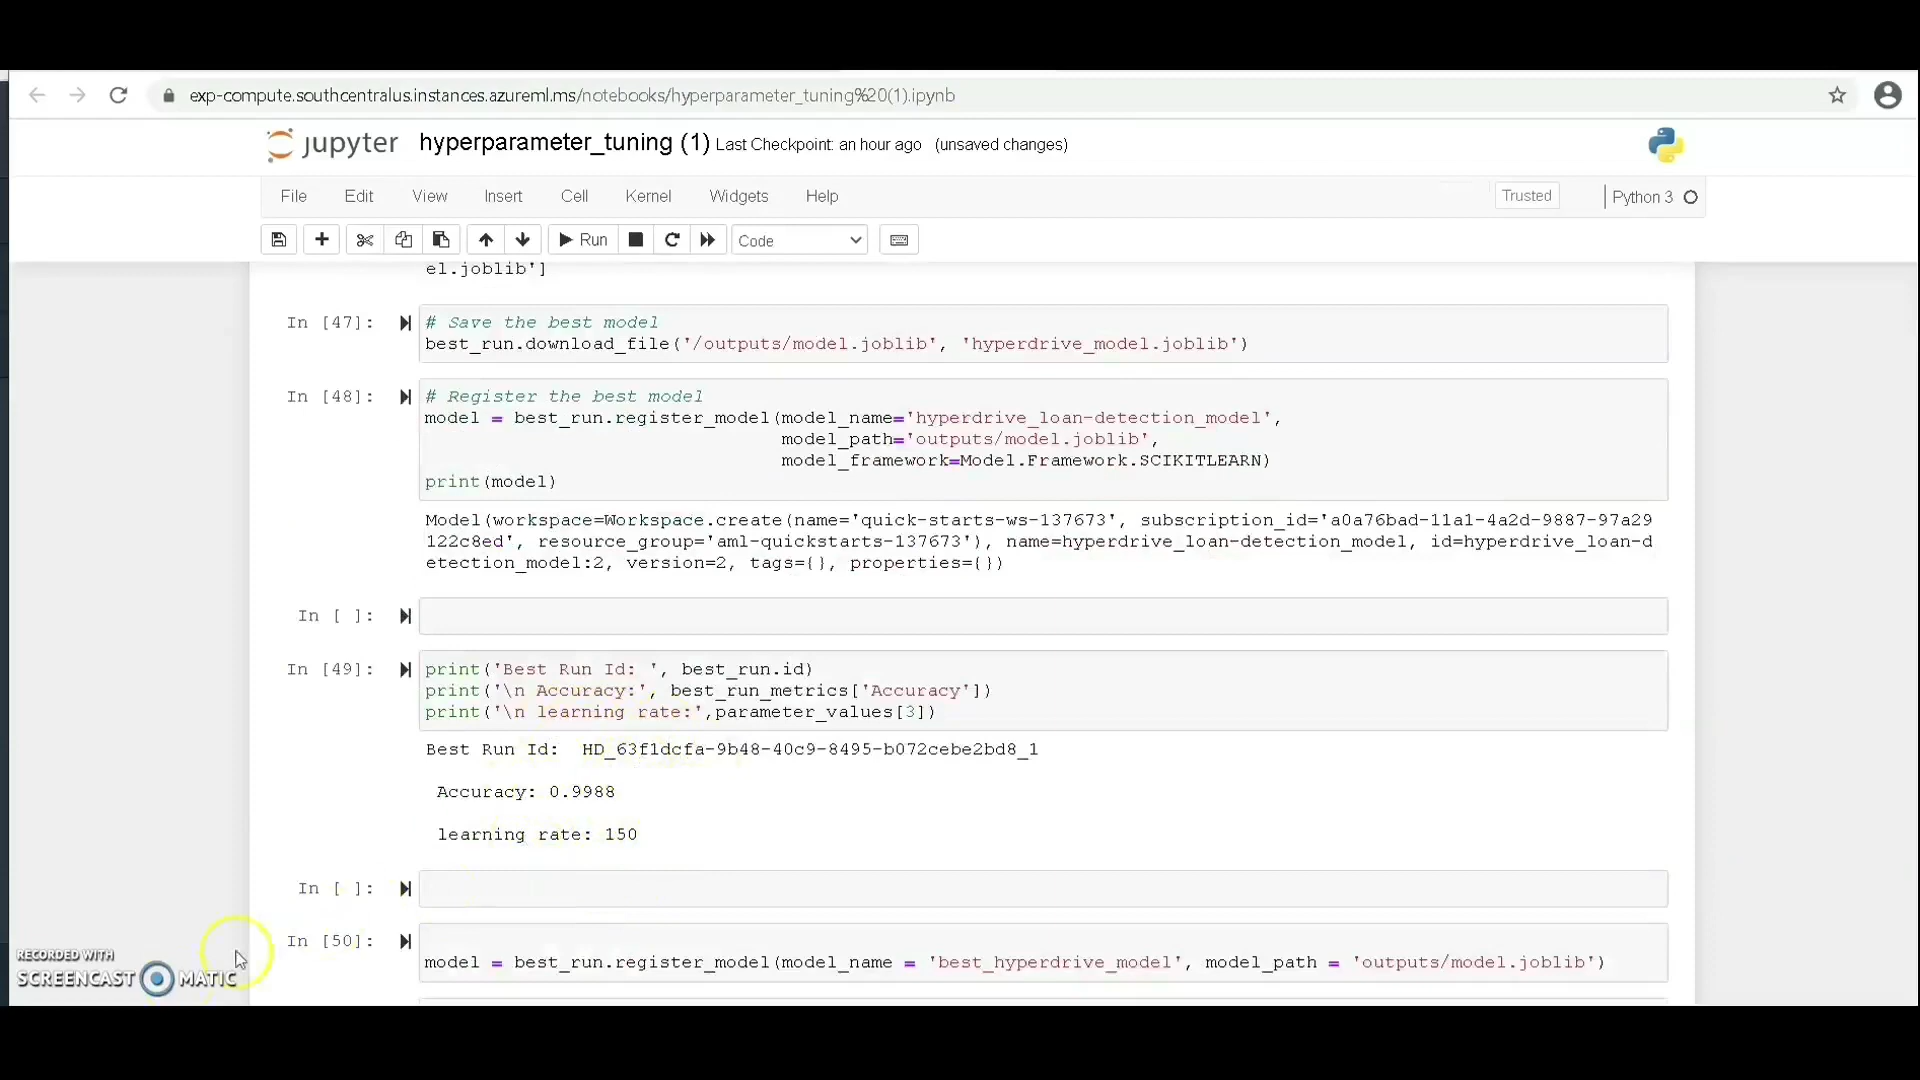 exp-compute.southcentralus.instances.azureml.ms/notebooks/hyperparameter_tuning%20(1).ipynb
jupyter hyperparameter_tuning (1) Last Checkpoint: an hour ago (unsaved changes)
File Edit View Insert Cell Kernel Widgets Help Trusted Python 3
Run Code
el.joblib']
In [47]: # Save the best model
best_run.download_file('/outputs/model.joblib', 'hyperdrive_model.joblib')
In [48]: # Register the best model
model = best_run.register_model(model_name='hyperdrive_loan-detection_model',
model_path='outputs/model.joblib',
model_framework=Model.Framework.SCIKITLEARN)
print(model)
Model(workspace=Workspace.create(name='quick-starts-ws-137673', subscription_id='a0a76bad-11a1-4a2d-9887-97a29
122c8ed', resource_group='aml-quickstarts-137673'), name=hyperdrive_loan-detection_model, id=hyperdrive_loan-d
etection_model:2, version=2, tags={}, properties={})
In [ ]:
In [49]: print('Best Run Id: ', best_run.id)
print('\n Accuracy:', best_run_metrics['Accuracy'])
print('\n learning rate:',parameter_values[3])
Best Run Id:  HD_63f1dcfa-9b48-40c9-8495-b072cebe2bd8_1
Accuracy: 0.9988
learning rate: 150
In [ ]:
In [50]:
model = best_run.register_model(model_name = 'best_hyperdrive_model', model_path = 'outputs/model.joblib')
RECORDED WITH
SCREENCAST MATIC